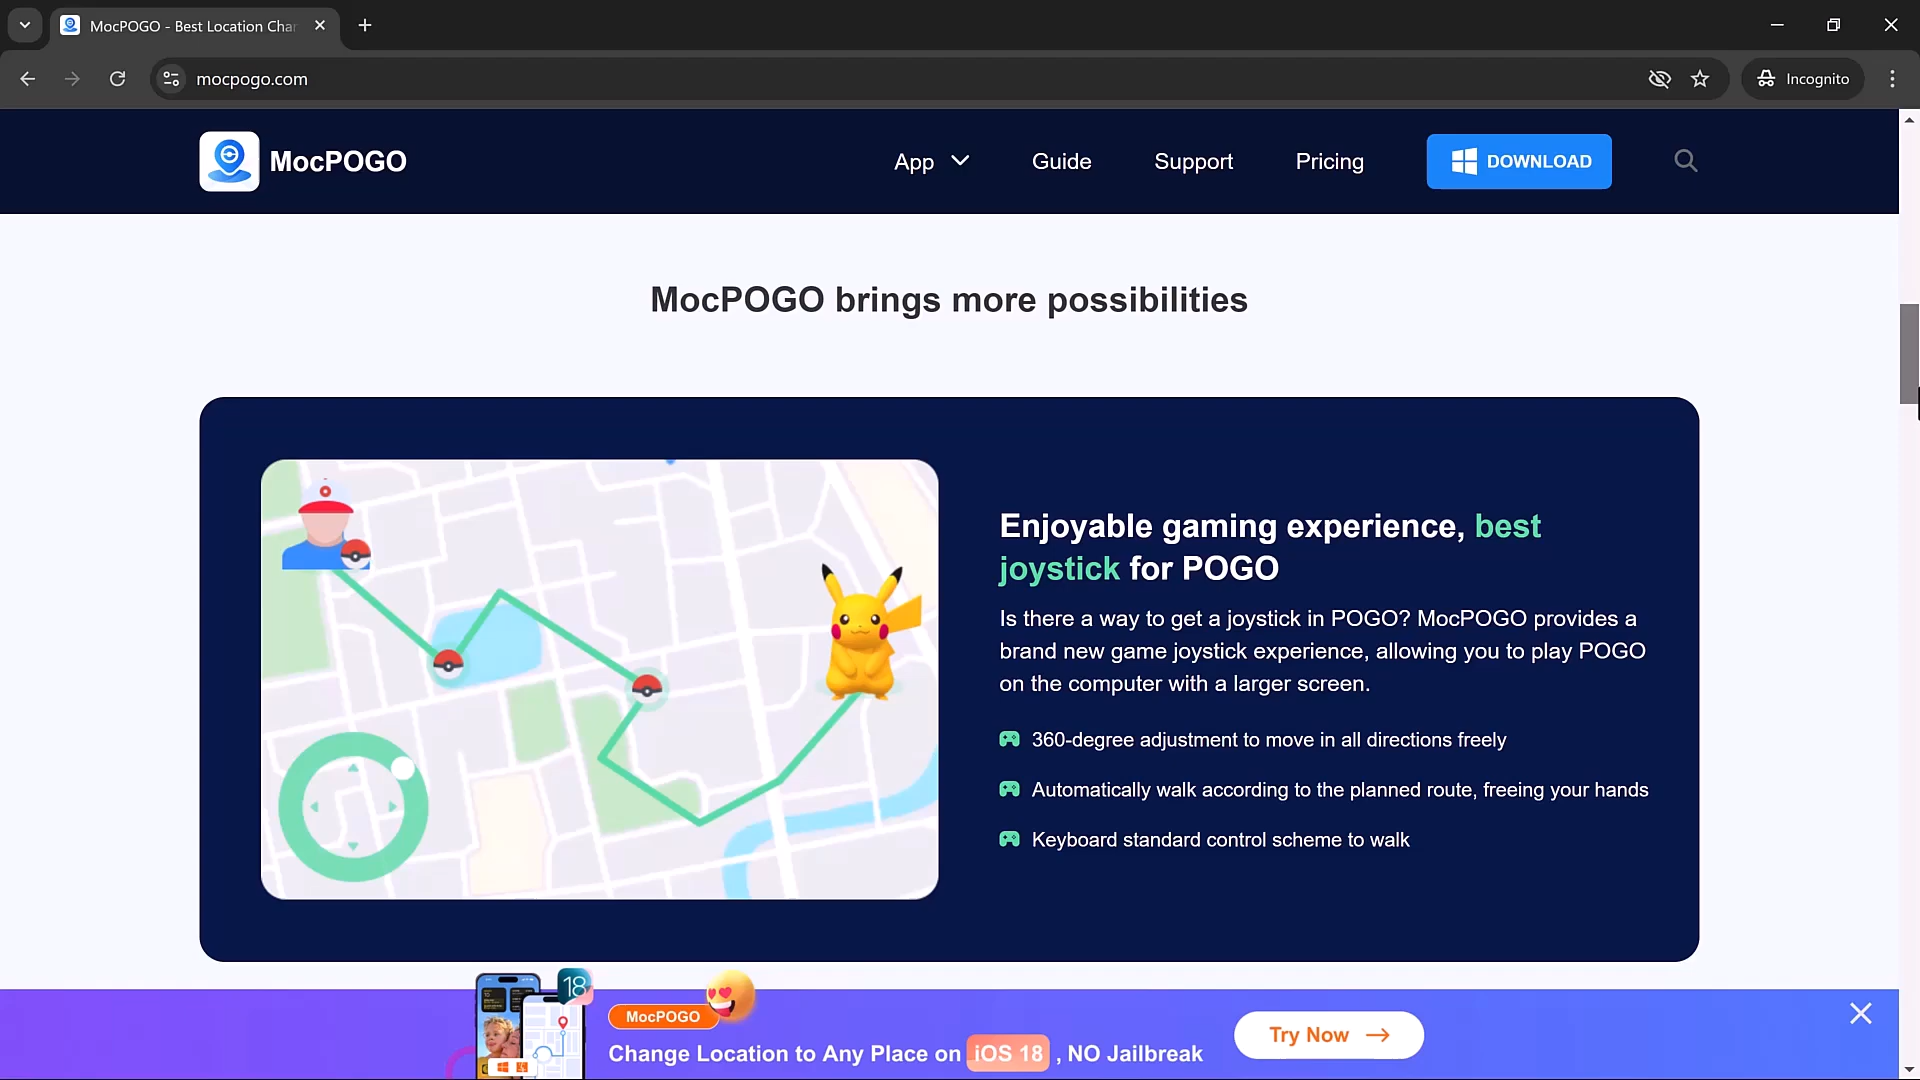 MocPOGO - Best Location Char
mocpogo.com
Incognito
MocPOGO
App
Guide
Support
Pricing
DOWNLOAD
MocPOGO brings more possibilities
Enjoyable gaming experience, best
joystick for POGO
Is there a way to get a joystick in POGO? MocPOGO provides a
brand new game joystick experience, allowing you to play POGO
on the computer with a larger screen.
360-degree adjustment to move in all directions freely
Automatically walk according to the planned route, freeing your hands
Keyboard standard control scheme to walk
18
MocPOGO
Change Location to Any Place on iOS 18 , NO Jailbreak
Try Now